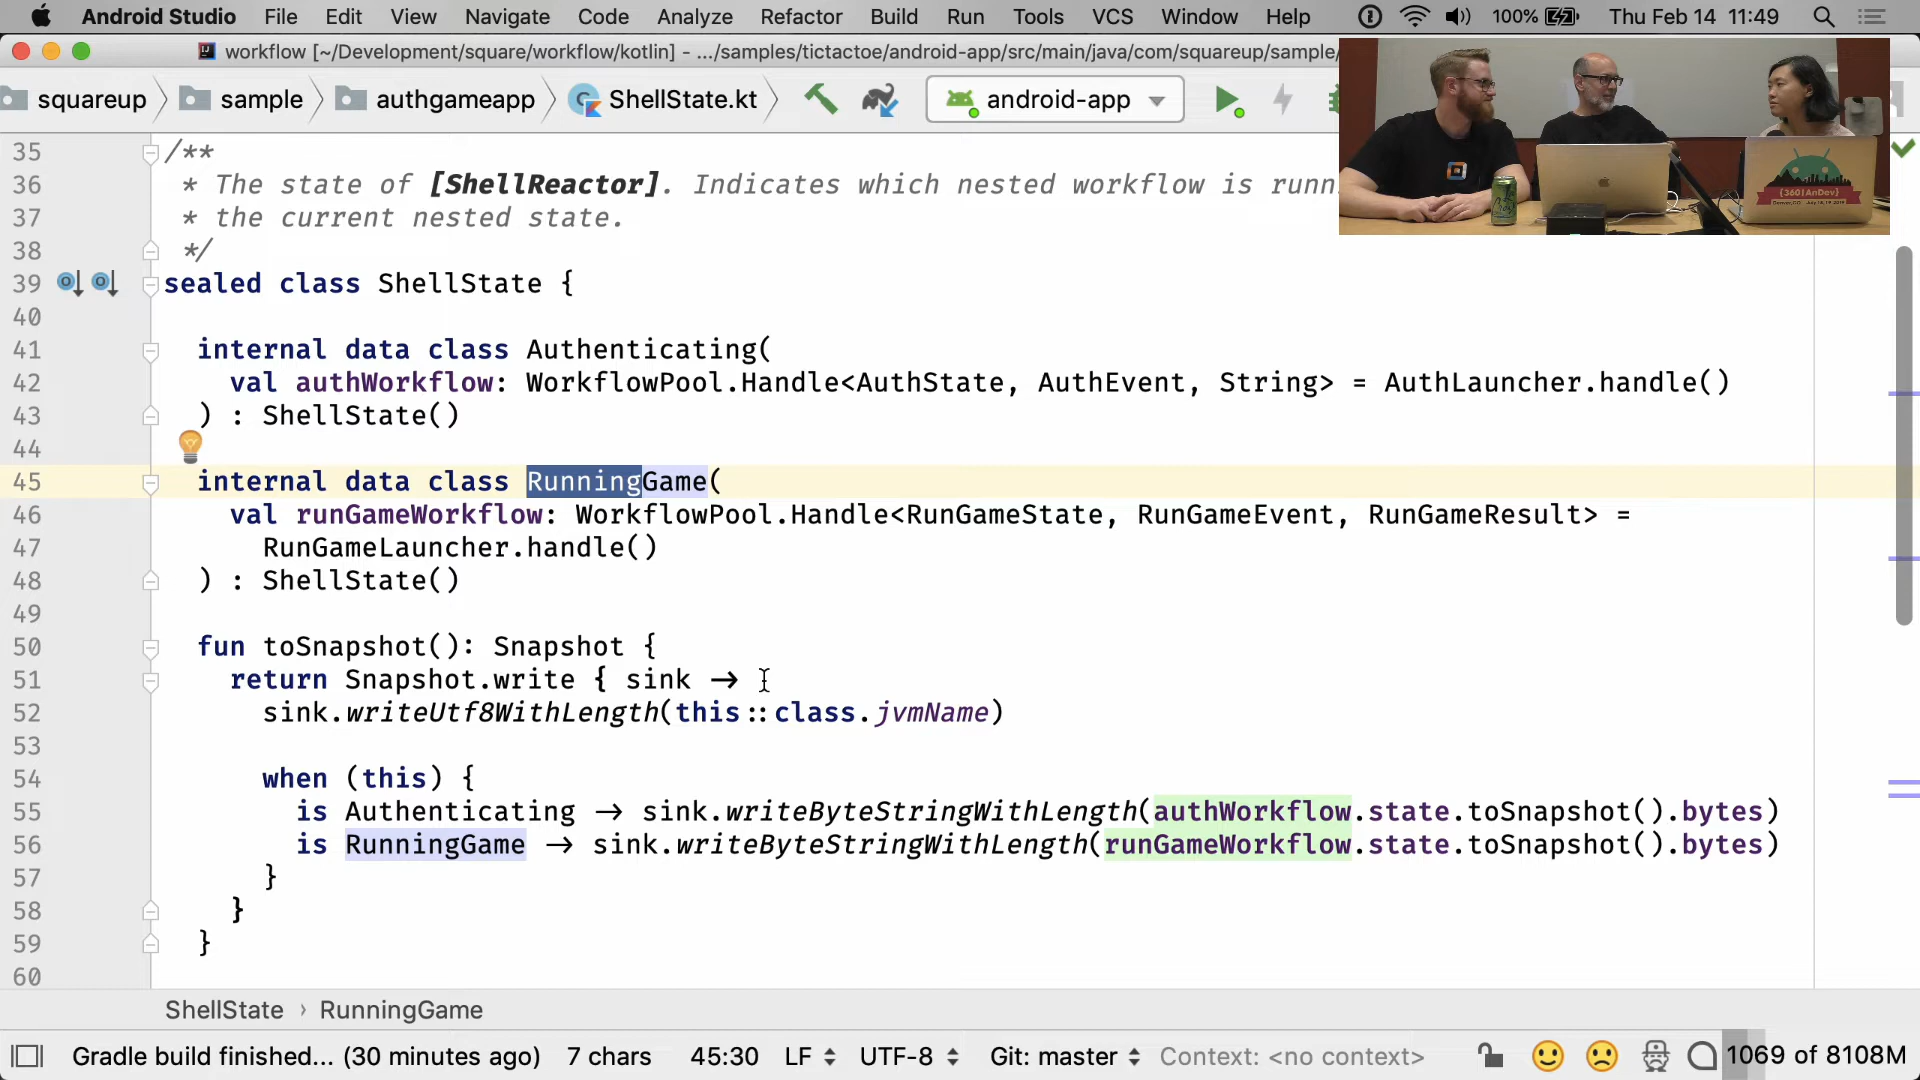 Android Studio File Edit View Navigate Code Analyze Refactor Build Run Tools VCS Window Help 100% Thu Feb 14 11:49
workflow [~/Development/square/workflow/kotlin] - .../samples/tictactoe/android-app/src/main/java/com/squareup/sample/
squareup sample authgameapp ShellState.kt android-app
35 /**
36 * The state of [ShellReactor]. Indicates which nested workflow is runn
37 * the current nested state.
38 */
39 sealed class ShellState {
40
41 internal data class Authenticating(
42 val authWorkflow: WorkflowPool.Handle<AuthState, AuthEvent, String> = AuthLauncher.handle()
43 ) : ShellState()
44
45 internal data class RunningGame(
46 val runGameWorkflow: WorkflowPool.Handle<RunGameState, RunGameEvent, RunGameResult> =
47 RunGameLauncher.handle()
48 ) : ShellState()
49
50 fun toSnapshot(): Snapshot {
51 return Snapshot.write { sink ->
52 sink.writeUtf8WithLength(this::class.jvmName)
53
54 when (this) {
55 is Authenticating -> sink.writeByteStringWithLength(authWorkflow.state.toSnapshot().bytes)
56 is RunningGame -> sink.writeByteStringWithLength(runGameWorkflow.state.toSnapshot().bytes)
57 }
58 }
59 }
60
ShellState › RunningGame
Gradle build finished... (30 minutes ago) 7 chars 45:30 LF UTF-8 Git: master Context: <no context> 1069 of 8108M
{360|AnDev}